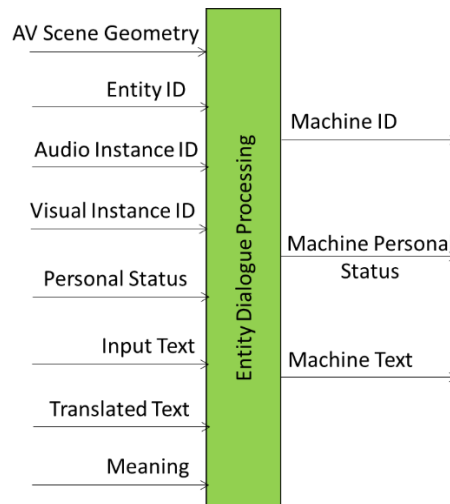 AV Scene Geometry
Entity ID
Audio Instance ID
Visual Instance ID
Personal Status
Input Text
Translated Text
Meaning
Entity Dialogue Processing
Machine ID
Machine Persona
Status
Machine Text